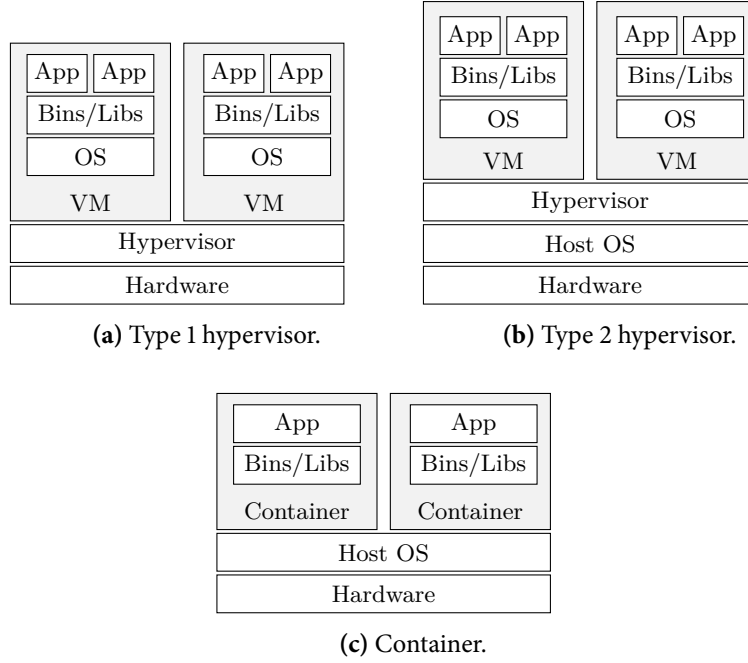 App App App App
Bins/Libs Bins/Libs
OS OS
VM VM
Hypervisor
Hardware
(a) Type 1 hypervisor.
App App App App
Bins/Libs Bins/Libs
OS OS
VM VM
Hypervisor
Host OS
Hardware
(b) Type 2 hypervisor.
App App
Bins/Libs Bins/Libs
Container Container
Host OS
Hardware
(c) Container.